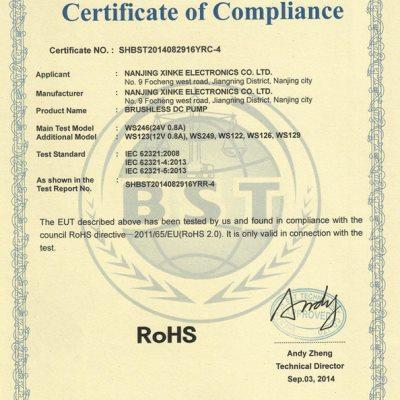 Certificate of Compliance
Certificate NO. : SHBST2014082916YRC-4
Applicant : NANJING XINKE ELECTRONICS CO. LTD.
No. 9 Focheng west road, Jiangning District, Nanjing city
Manufacturer : NANJING XINKE ELECTRONICS CO. LTD.
No. 9 Focheng west road, Jiangning District, Nanjing city
Product Name : BRUSHLESS DC PUMP
Main Test Model : WS246(24V 0.8A)
Additional Model : WS123(12V 0.8A), WS249, WS122, WS126, WS129
Test Standard : IEC 62321:2008
IEC 62321-4:2013
IEC 62321-5:2013
As shown in the
Test Report No. : SHBST2014082916YRR-4
BST
The EUT described above has been tested by us and found in compliance with the
council RoHS directive---2011/65/EU(RoHS 2.0). It is only valid in connection with the
test.
Andy
APPROVED
RoHS
Andy Zheng
Technical Director
Sep.03, 2014